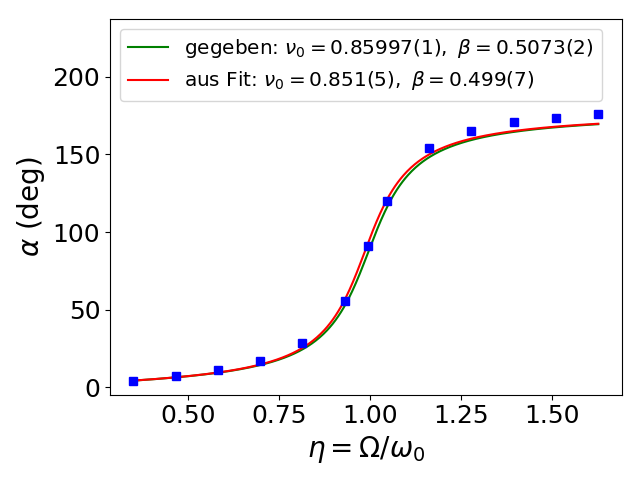 gegeben: ν₀ = 0.85997(1), β = 0.5073(2)
aus Fit: ν₀ = 0.851(5), β = 0.499(7)
200
150
100
50
0
α (deg)
0.50 0.75 1.00 1.25 1.50
η = Ω/ω₀